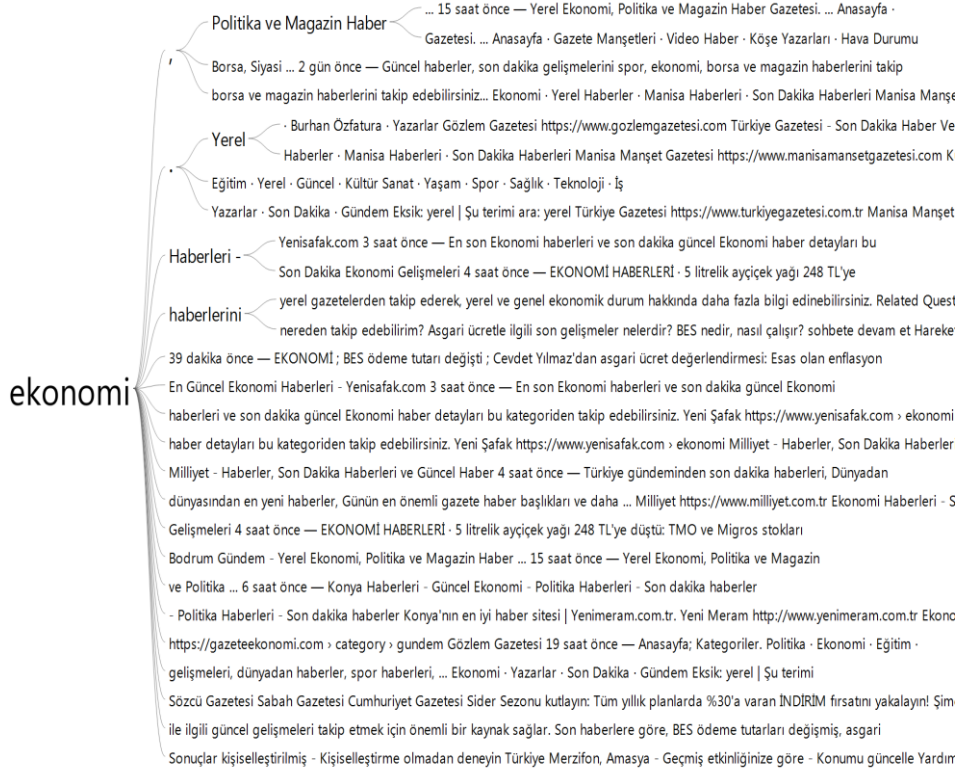 ekonomi
,
Politika ve Magazin Haber
... 15 saat önce — Yerel Ekonomi, Politika ve Magazin Haber Gazetesi. ... Anasayfa ·
Gazetesi. ... Anasayfa · Gazete Manşetleri · Video Haber · Köşe Yazarları · Hava Durumu
Borsa, Siyasi ... 2 gün önce — Güncel haberler, son dakika gelişmelerini spor, ekonomi, borsa ve magazin haberlerini takip
borsa ve magazin haberlerini takip edebilirsiniz... Ekonomi · Yerel Haberler · Manisa Haberleri · Son Dakika Haberleri Manisa Manşe
.
Yerel
· Burhan Özfatura · Yazarlar Gözlem Gazetesi https://www.gozlemgazetesi.com Türkiye Gazetesi - Son Dakika Haber Ve
Haberler · Manisa Haberleri · Son Dakika Haberleri Manisa Manşet Gazetesi https://www.manisamansetgazetesi.com K
Eğitim · Yerel · Güncel · Kültür Sanat · Yaşam · Spor · Sağlık · Teknoloji · İş
Yazarlar · Son Dakika · Gündem Eksik: yerel | Şu terimi ara: yerel Türkiye Gazetesi https://www.turkiyegazetesi.com.tr Manisa Manşet
Haberleri -
Yenisafak.com 3 saat önce — En son Ekonomi haberleri ve son dakika güncel Ekonomi haber detayları bu
Son Dakika Ekonomi Gelişmeleri 4 saat önce — EKONOMİ HABERLERİ · 5 litrelik ayçiçek yağı 248 TL'ye
haberlerini
yerel gazetelerden takip ederek, yerel ve genel ekonomik durum hakkında daha fazla bilgi edinebilirsiniz. Related Quest
nereden takip edebilirim? Asgari ücretle ilgili son gelişmeler nelerdir? BES nedir, nasıl çalışır? sohbete devam et Hareke
39 dakika önce — EKONOMİ ; BES ödeme tutarı değişti ; Cevdet Yılmaz'dan asgari ücret değerlendirmesi: Esas olan enflasyon
En Güncel Ekonomi Haberleri - Yenisafak.com 3 saat önce — En son Ekonomi haberleri ve son dakika güncel Ekonomi
haberleri ve son dakika güncel Ekonomi haber detayları bu kategoriden takip edebilirsiniz. Yeni Şafak https://www.yenisafak.com › ekonomi
haber detayları bu kategoriden takip edebilirsiniz. Yeni Şafak https://www.yenisafak.com › ekonomi Milliyet - Haberler, Son Dakika Haberler
Milliyet - Haberler, Son Dakika Haberleri ve Güncel Haber 4 saat önce — Türkiye gündeminden son dakika haberleri, Dünyadan
dünyasından en yeni haberler, Günün en önemli gazete haber başlıkları ve daha ... Milliyet https://www.milliyet.com.tr Ekonomi Haberleri - S
Gelişmeleri 4 saat önce — EKONOMİ HABERLERİ · 5 litrelik ayçiçek yağı 248 TL'ye düştü: TMO ve Migros stokları
Bodrum Gündem - Yerel Ekonomi, Politika ve Magazin Haber ... 15 saat önce — Yerel Ekonomi, Politika ve Magazin
ve Politika ... 6 saat önce — Konya Haberleri - Güncel Ekonomi - Politika Haberleri - Son dakika haberler
- Politika Haberleri - Son dakika haberler Konya'nın en iyi haber sitesi | Yenimeram.com.tr. Yeni Meram http://www.yenimeram.com.tr Ekono
https://gazeteekonomi.com › category › gundem Gözlem Gazetesi 19 saat önce — Anasayfa; Kategoriler. Politika · Ekonomi · Eğitim ·
gelişmeleri, dünyadan haberler, spor haberleri, ... Ekonomi · Yazarlar · Son Dakika · Gündem Eksik: yerel | Şu terimi
Sözcü Gazetesi Sabah Gazetesi Cumhuriyet Gazetesi Sider Sezonu kutlayın: Tüm yıllık planlarda %30'a varan İNDİRİM fırsatını yakalayın! Şim
ile ilgili güncel gelişmeleri takip etmek için önemli bir kaynak sağlar. Son haberlere göre, BES ödeme tutarları değişmiş, asgari
Sonuçlar kişiselleştirilmiş - Kişiselleştirme olmadan deneyin Türkiye Merzifon, Amasya - Geçmiş etkinliğinize göre - Konumu güncelle Yardım